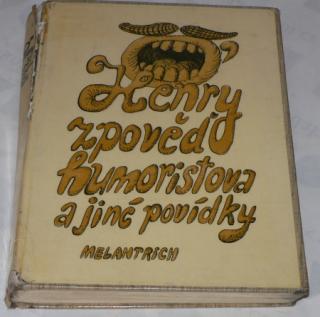 O. Henry
zpověď
humoristova
a jiné povídky
MELANTRICH